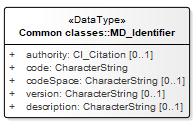 «DataType»
Common classes::MD_Identifier
+ authority: CI_Citation [0..1]
+ code: CharacterString
+ codeSpace: CharacterString [0..1]
+ version: CharacterString [0..1]
+ description: CharacterString [0..1]